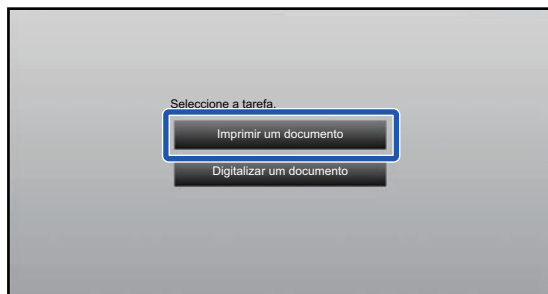 Seleccione a tarefa.
Imprimir um documento
Digitalizar um documento